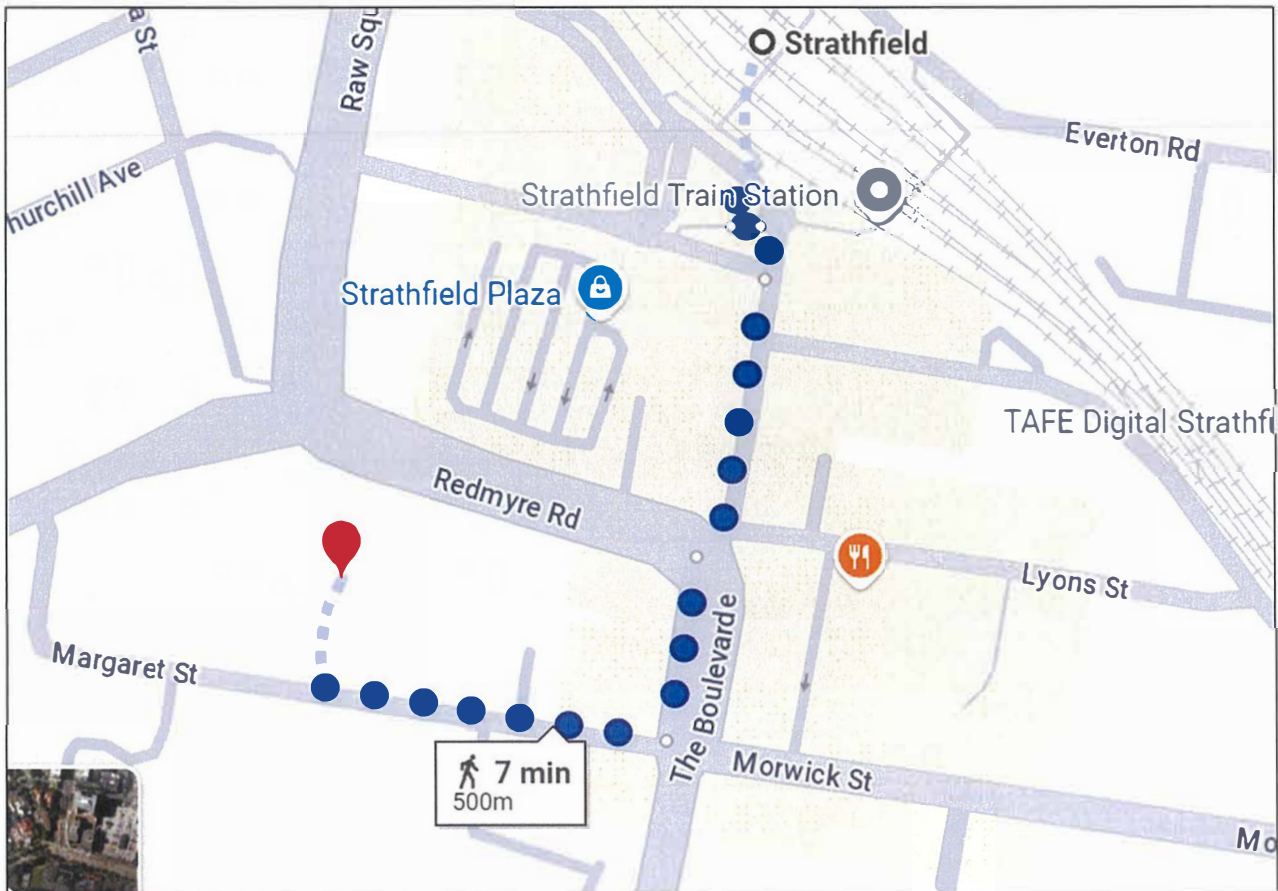 a St
Raw Squ
Strathfield
Everton Rd
hurchill Ave
Strathfield Train Station
Strathfield Plaza
TAFE Digital Strathfi
Redmyre Rd
Lyons St
Margaret St
The Boulevarde
7 min
500m
Morwick St
Mo